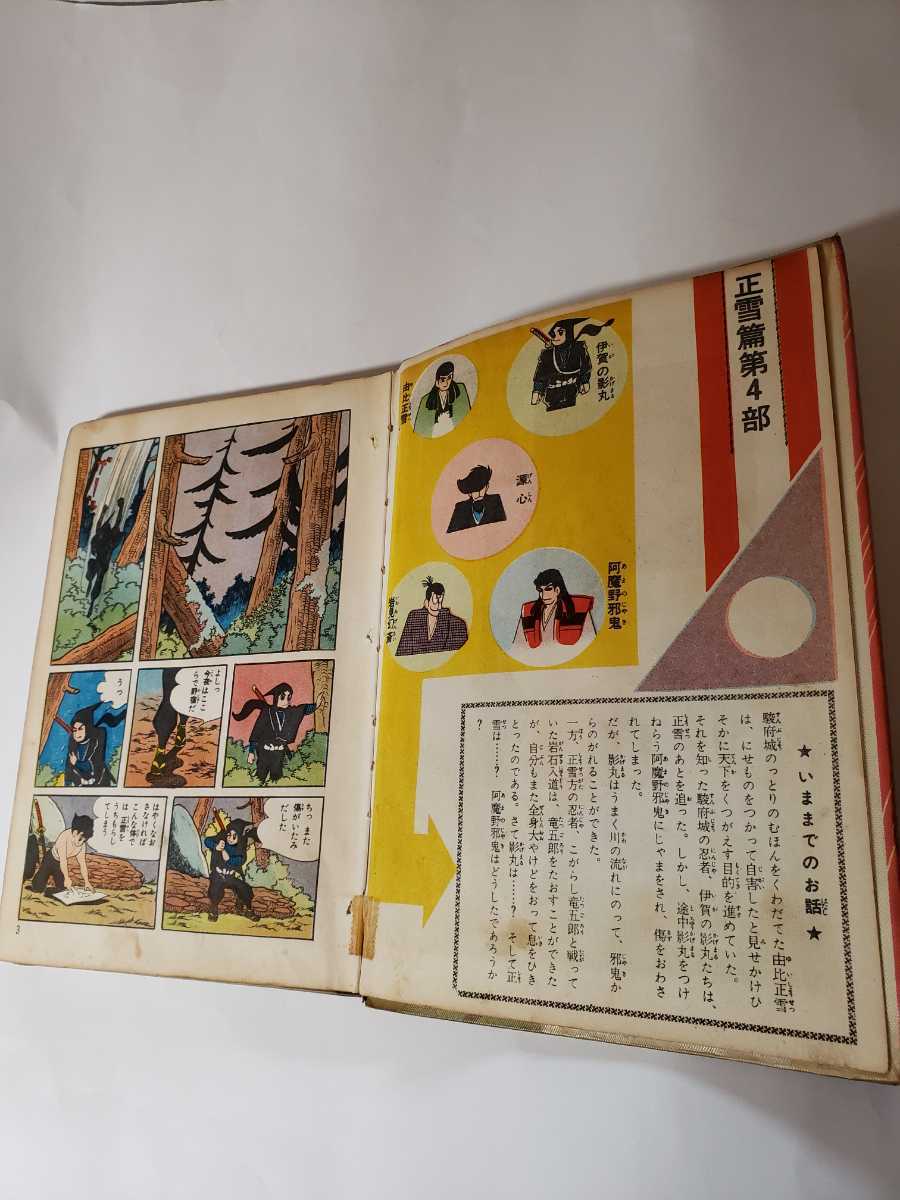 正雪篇第4部
伊賀の影丸
由比正雪
源心
阿魔野邪鬼
★いままでのお話★
駿府城のっとりのむほんをくわだてた由比正雪
は、にせものをつかって自害したと見せかけひ
そかに天下をくつがえす目的を進めていた。
それを知った駿府城の忍者、伊賀の影丸たちは、
正雪のあとを追った。しかし、途中影丸をつけ
ねらう阿魔野邪鬼にじゃまをされ、傷をおわさ
れてしまった。
だが、影丸はうまく川の流れにのって、邪鬼か
らのがれることができた。
一方、正雪方の忍者、こがらし竜五郎と戦って
いた岩石入道は、竜五郎をたおすことができた
が、自分もまた全身大やけどをおって息をひき
とったのである。さて影丸は……？　そして正
雪は……？　阿魔野邪鬼はどうしたであろうか
？
よしっ
今夜はここ
らで野宿だ
うっ
ちっ　また
傷がいたみ
だした
はやくなお
さなければ
こんな体で
は　正雪を
うちもらし
てしまう
3